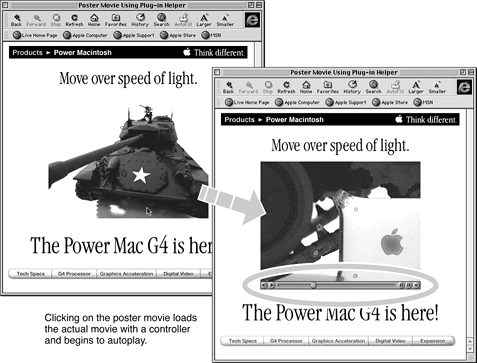 Poster Movie Using Plug-in Helper
Back Forward Stop Refresh Home Favorites History Search AutoFill Larger Smaller
Live Home Page Apple Computer Apple Support Apple Store MSN
Products ► Power Macintosh Think different
Move over speed of light.
The Power Mac G4 is her
Tech Specs G4 Processor Graphics Acceleration Digital Video E
Clicking on the poster movie loads
the actual movie with a controller
and begins to autoplay.
Poster Movie Using Plug-in Helper
Back Forward Stop Refresh Home Favorites History Search AutoFill Larger Smaller
Live Home Page Apple Computer Apple Support Apple Store MSN
Products ► Power Macintosh Think different.
Move over speed of light.
The Power Mac G4 is here!
Tech Specs G4 Processor Graphics Acceleration Digital Video Expansion